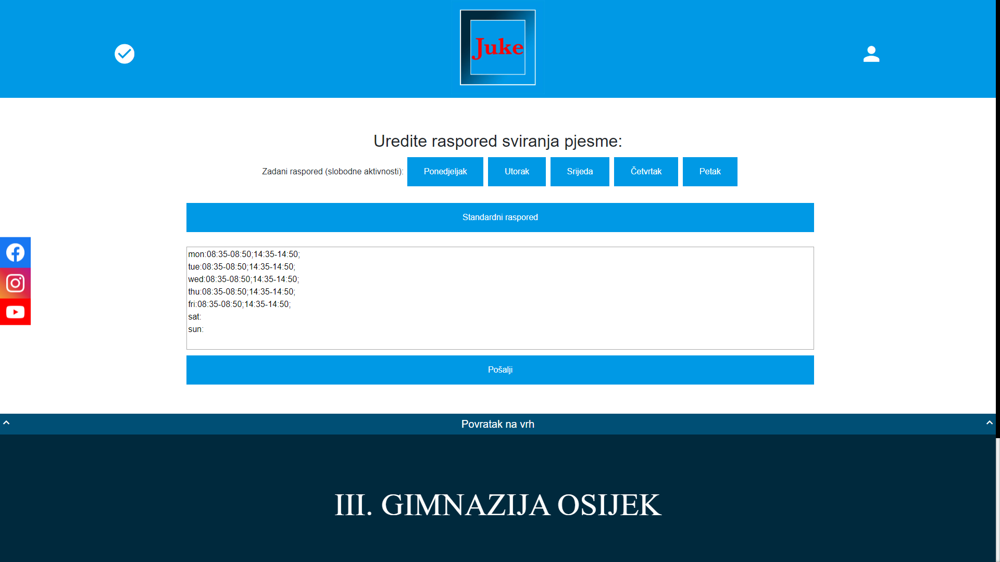 Juke
Uredite raspored sviranja pjesme:
Zadani raspored (slobodne aktivnosti): Ponedjeljak Utorak Srijeda Četvrtak Petak
Standardni raspored
mon:08:35-08:50;14:35-14:50;
tue:08:35-08:50;14:35-14:50;
wed:08:35-08:50;14:35-14:50;
thu:08:35-08:50;14:35-14:50;
fri:08:35-08:50;14:35-14:50;
sat:
sun:
Pošalji
Povratak na vrh
III. GIMNAZIJA OSIJEK